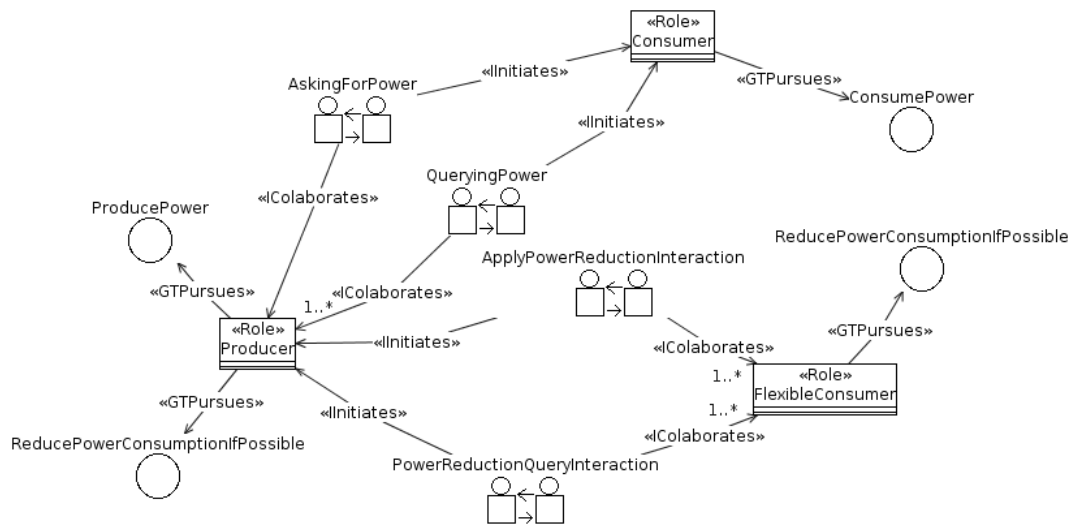 «Role»
Consumer
«IInitiates»
«GTPursues»
AskingForPower
ConsumePower
«IInitiates»
QueryingPower
«IColaborates»
ProducePower
ReducePowerConsumptionIfPossible
ApplyPowerReductionInteraction
«GTPursues»
«IColaborates»
1..*
«Role»
Producer
«IInitiates»
«GTPursues»
«IColaborates»
1..*
«Role»
FlexibleConsumer
«GTPursues»
«IInitiates»
1..*
«IColaborates»
ReducePowerConsumptionIfPossible
PowerReductionQueryInteraction